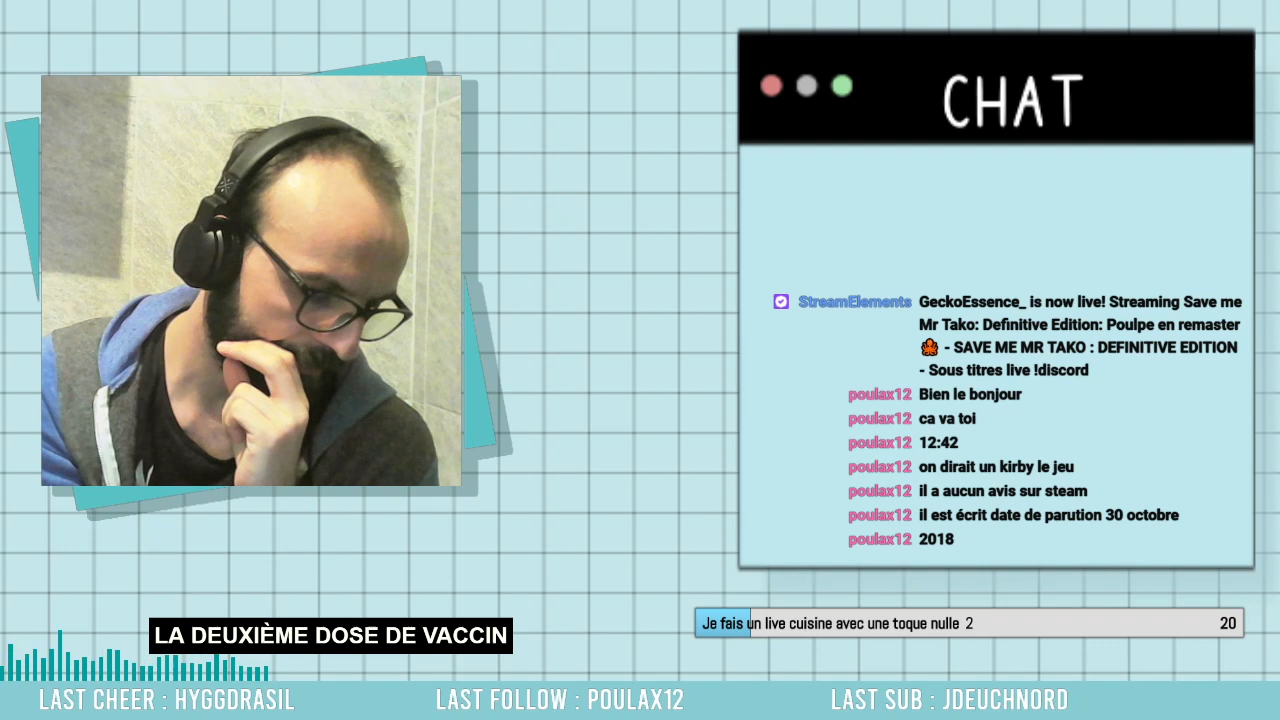 CHAT
StreamElements GeckoEssence_ is now live! Streaming Save me
Mr Tako: Definitive Edition: Poulpe en remaster
🐙 - SAVE ME MR TAKO : DEFINITIVE EDITION
- Sous titres live !discord
poulax12 Bien le bonjour
poulax12 ca va toi
poulax12 12:42
poulax12 on dirait un kirby le jeu
poulax12 il a aucun avis sur steam
poulax12 il est écrit date de parution 30 octobre
poulax12 2018
Je fais un live cuisine avec une toque nulle 2 20
LA DEUXIÈME DOSE DE VACCIN
LAST CHEER : HYGGDRASIL LAST FOLLOW : POULAX12 LAST SUB : JDEUCHNORD